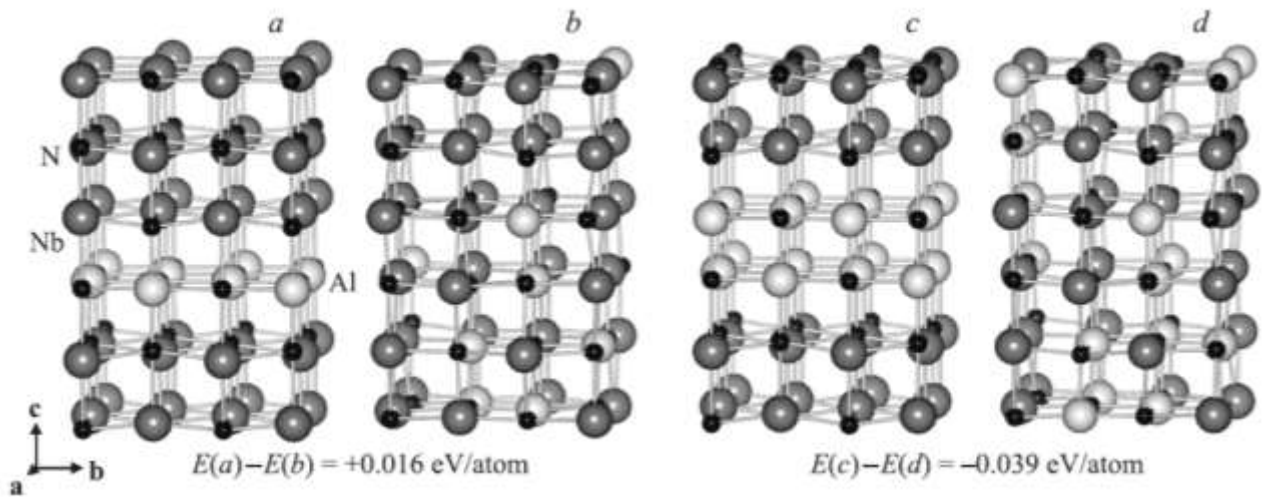 a b c d
N
Nb
Al
c
a b
E(a)−E(b) = +0.016 eV/atom E(c)−E(d) = −0.039 eV/atom